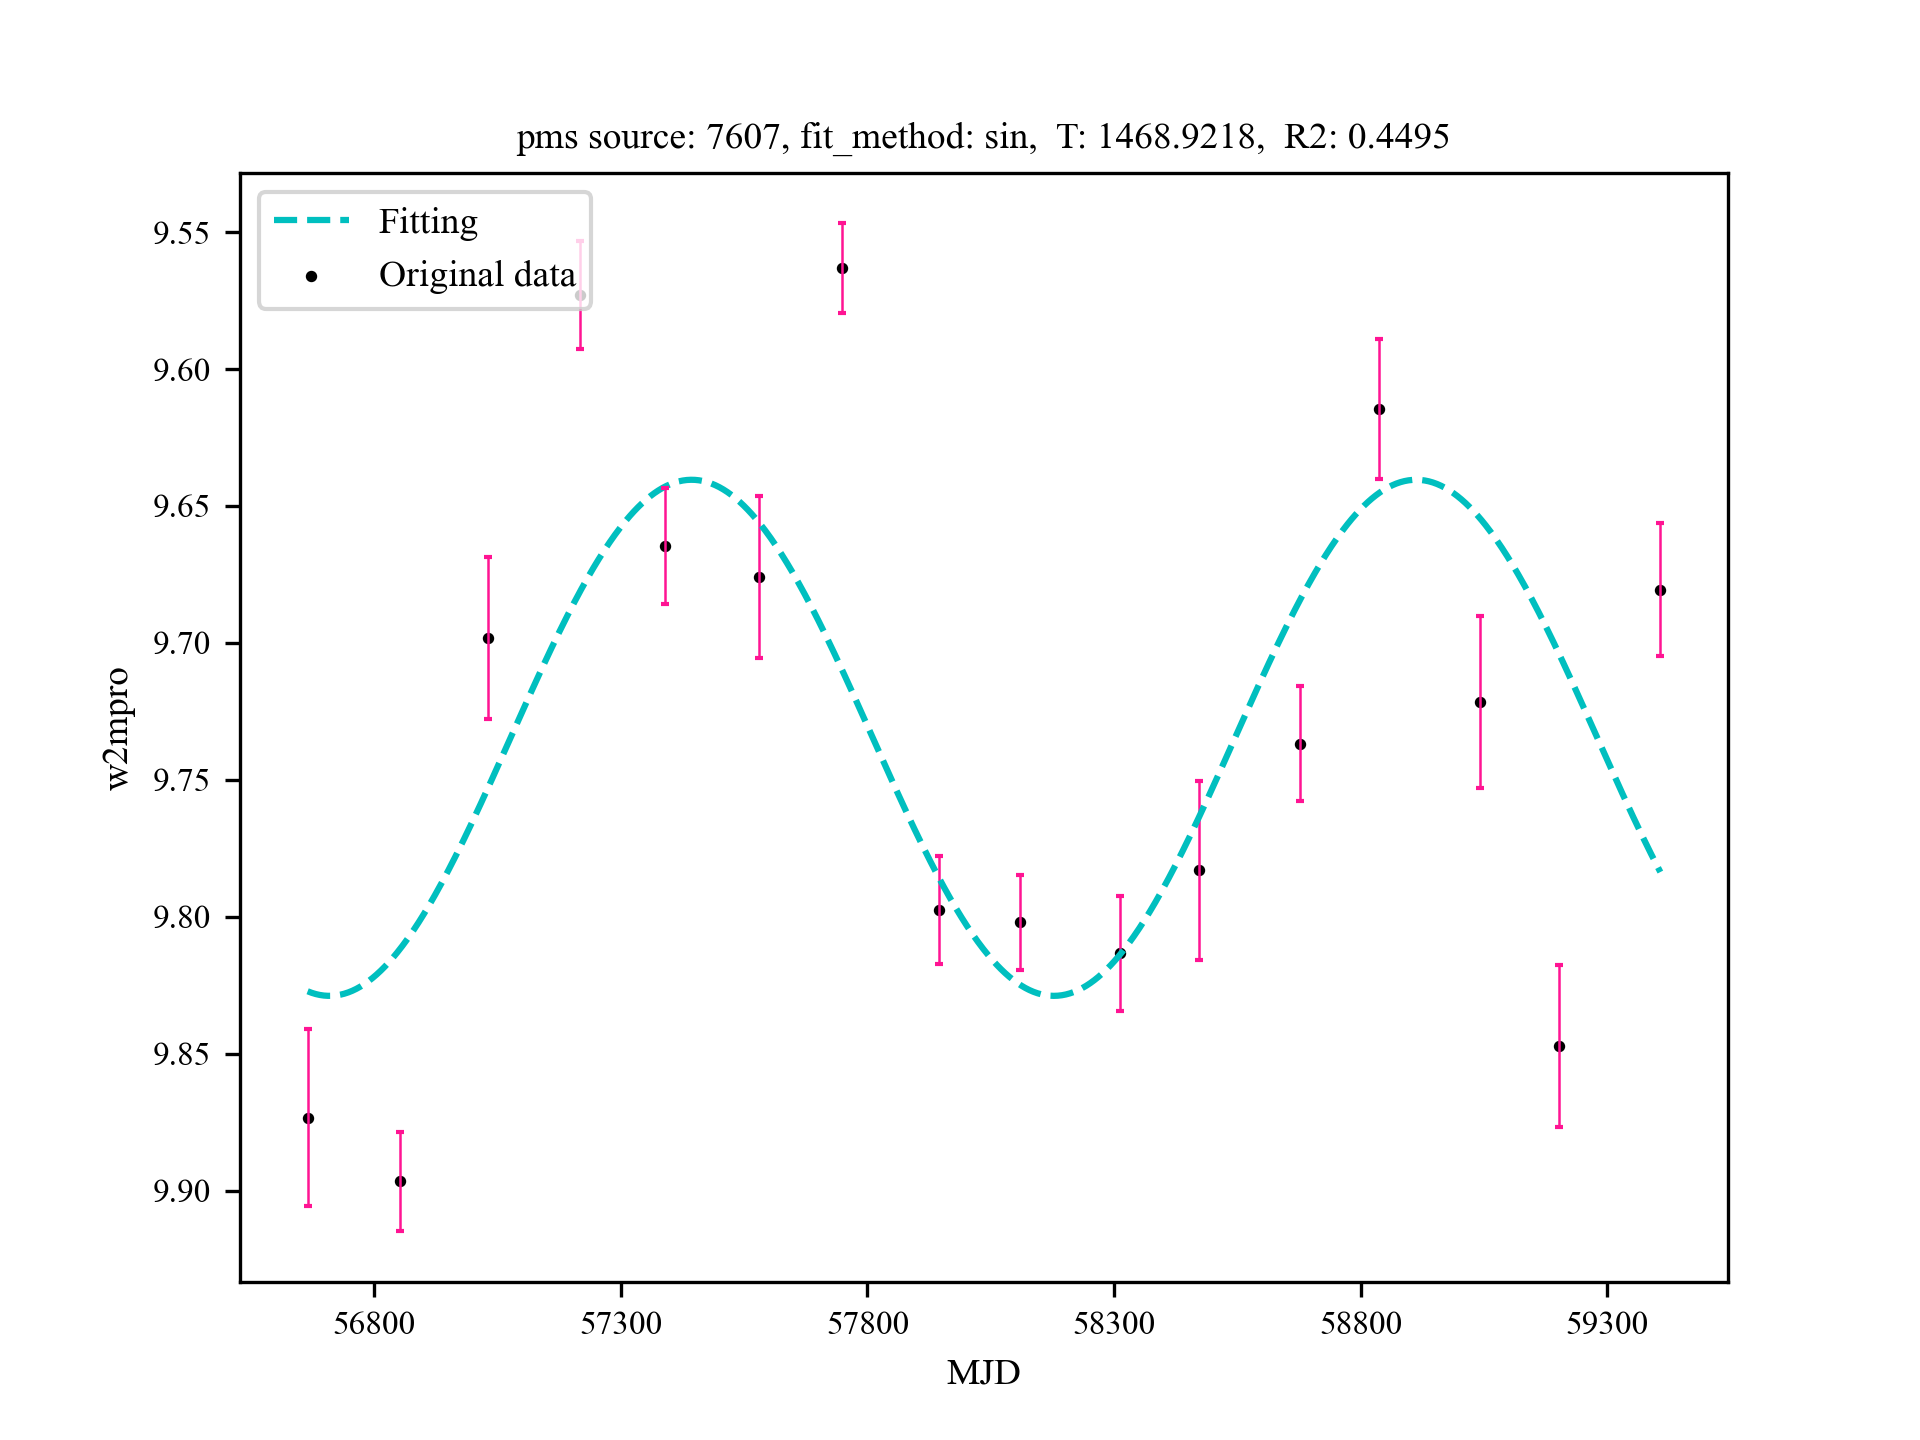 pms source: 7607, fit_method: sin,  T: 1468.9218,  R2: 0.4495
Fitting
Original data
9.55
9.60
9.65
9.70
9.75
9.80
9.85
9.90
w2mpro
56800 57300 57800 58300 58800 59300
MJD